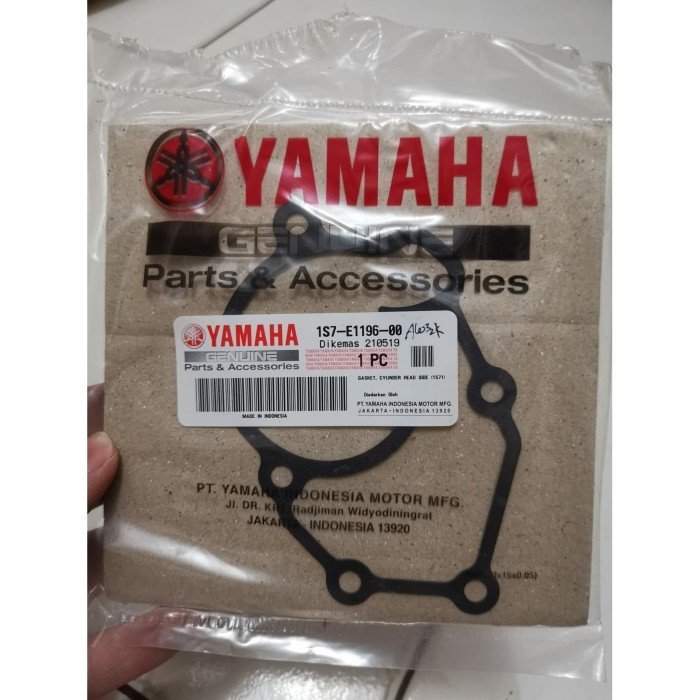 YAMAHA
GENUINE
Parts & Accessories
YAMAHA
GENUINE
Parts & Accessories
MADE IN INDONESIA
1S7-E1196-00
Dikemas 210519
1 PC
GASKET, CYLINDER HEAD SIDE (1S71)
Diedarkan Oleh
PT. YAMAHA INDONESIA MOTOR MFG.
JAKARTA - INDONESIA 13920
PT. YAMAHA INDONESIA MOTOR MFG.
Jl. DR. KRT. Radjiman Widyodiningrat
JAKARTA - INDONESIA 13920